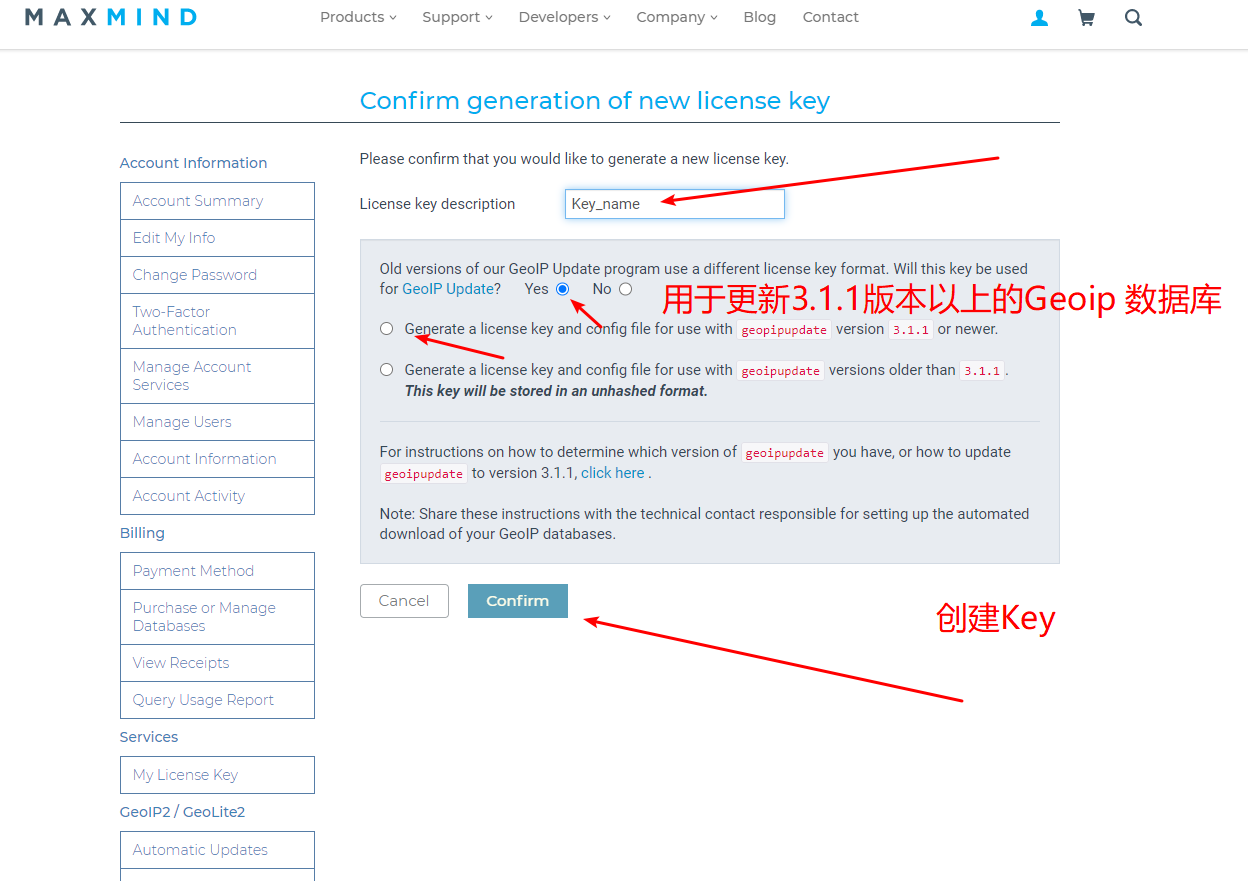 MAXMIND
Products Support Developers Company Blog Contact
Confirm generation of new license key
Account Information
Account Summary
Edit My Info
Change Password
Two-Factor
Authentication
Manage Account
Services
Manage Users
Account Information
Account Activity
Billing
Payment Method
Purchase or Manage
Databases
View Receipts
Query Usage Report
Services
My License Key
GeoIP2 / GeoLite2
Automatic Updates
Please confirm that you would like to generate a new license key.
License key description Key_name
Old versions of our GeoIP Update program use a different license key format. Will this key be used
for GeoIP Update? Yes No
用于更新3.1.1版本以上的Geoip 数据库
Generate a license key and config file for use with geopipupdate version 3.1.1 or newer.
Generate a license key and config file for use with geoipupdate versions older than 3.1.1.
This key will be stored in an unhashed format.
For instructions on how to determine which version of geoipupdate you have, or how to update
geoipupdate to version 3.1.1, click here .
Note: Share these instructions with the technical contact responsible for setting up the automated
download of your GeoIP databases.
Cancel Confirm
创建Key